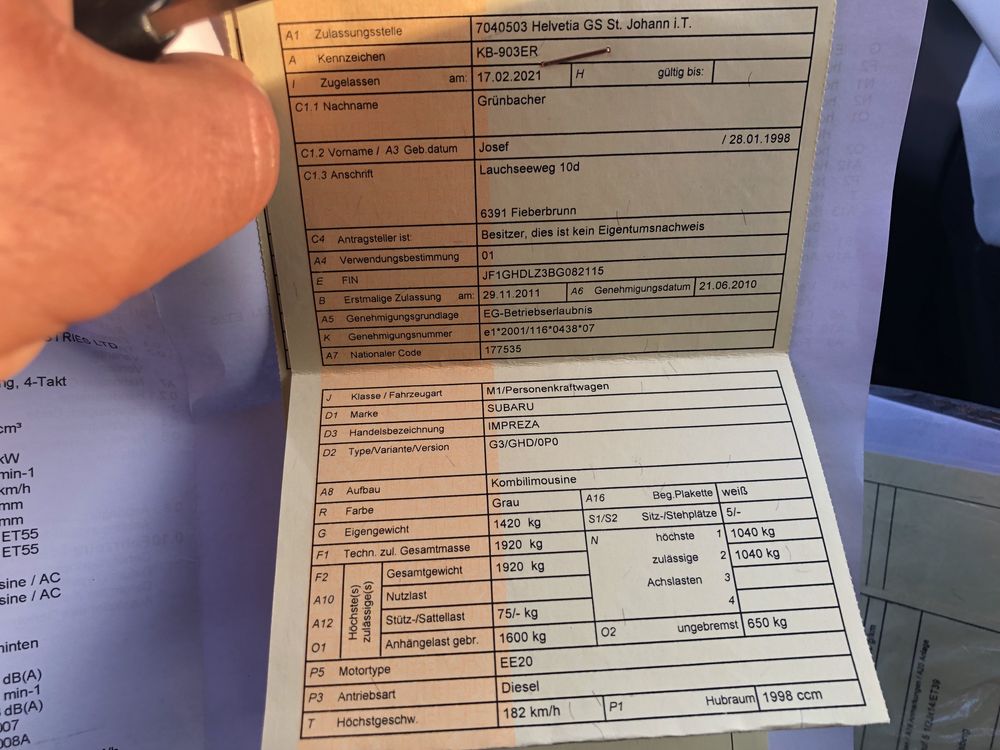 A1 Zulassungsstelle 7040503 Helvetia GS St. Johann i.T.
A Kennzeichen KB-903ER
I Zugelassen am: 17.02.2021 H gültig bis:
C1.1 Nachname Grünbacher
C1.2 Vorname / A3 Geb.datum Josef / 28.01.1998
C1.3 Anschrift Lauchseeweg 10d
6391 Fieberbrunn
C4 Antragsteller ist: Besitzer, dies ist kein Eigentumsnachweis
A4 Verwendungsbestimmung 01
E FIN JF1GHDLZ3BG082115
B Erstmalige Zulassung am: 29.11.2011 A6 Genehmigungsdatum 21.06.2010
A5 Genehmigungsgrundlage EG-Betriebserlaubnis
K Genehmigungsnummer e1*2001/116*0438*07
A7 Nationaler Code 177535
J Klasse / Fahrzeugart M1/Personenkraftwagen
D1 Marke SUBARU
D3 Handelsbezeichnung IMPREZA
D2 Type/Variante/Version G3/GHD/0P0
A8 Aufbau Kombilimousine
R Farbe Grau A16 Beg.Plakette weiß
G Eigengewicht 1420 kg S1/S2 Sitz-/Stehplätze 5/-
F1 Techn. zul. Gesamtmasse 1920 kg N höchste 1 1040 kg
F2 Höchste(s) zulässige(s) Gesamtgewicht 1920 kg zulässige 2 1040 kg
A10 Nutzlast Achslasten 3
A12 Stütz-/Sattellast 75/- kg 4
O1 Anhängelast gebr. 1600 kg O2 ungebremst 650 kg
P5 Motortype EE20
P3 Antriebsart Diesel
T Höchstgeschw. 182 km/h P1 Hubraum 1998 ccm
TRIES LTD.
ng, 4-Takt
cm³
kW
min-1
km/h
mm
mm
ET55
ET55
sine / AC
sine / AC
minten
dB(A)
min-1
dB(A)
007
008A